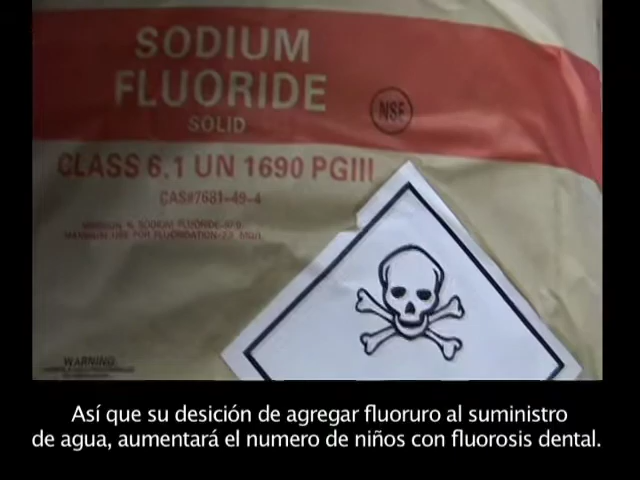 SODIUM
FLUORIDE
SOLID
NSF
CLASS 6.1 UN 1690 PGIII
CAS#7681-49-4
WARNING
Así que su desición de agregar fluoruro al suministro
de agua, aumentará el numero de niños con fluorosis dental.